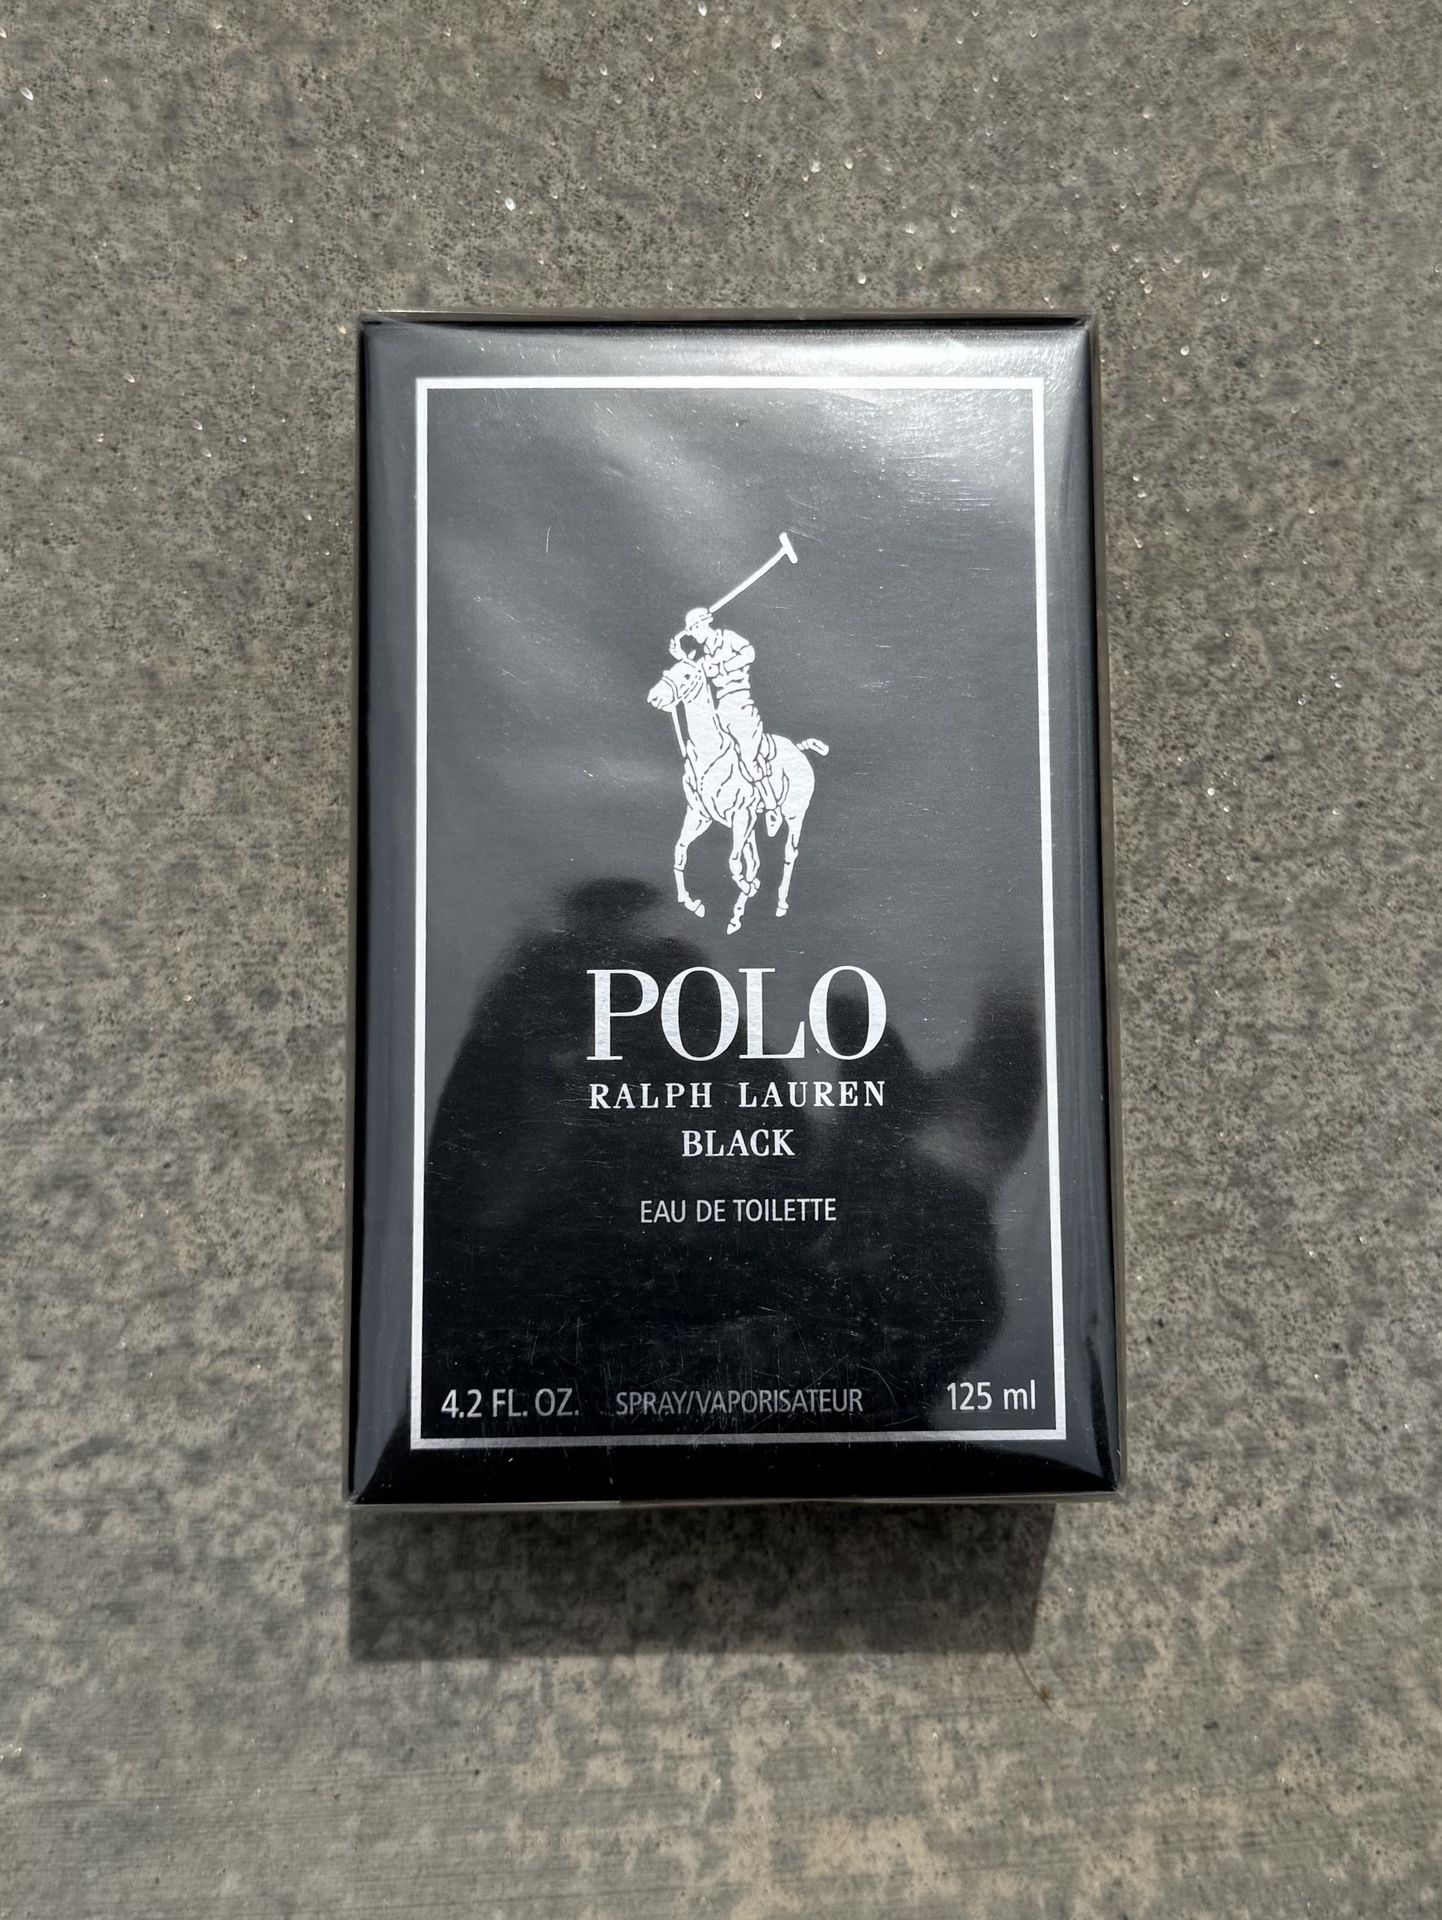 POLO
RALPH LAUREN
BLACK
EAU DE TOILETTE
4.2 FL. OZ. SPRAY/VAPORISATEUR 125 ml